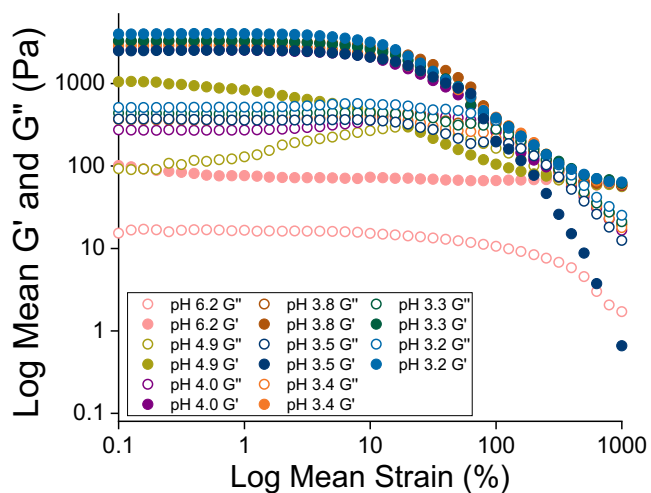 Log Mean G' and G" (Pa)
1000
100
10
1
0.1
pH 6.2 G" pH 3.8 G" pH 3.3 G"
pH 6.2 G' pH 3.8 G' pH 3.3 G'
pH 4.9 G" pH 3.5 G" pH 3.2 G"
pH 4.9 G' pH 3.5 G' pH 3.2 G'
pH 4.0 G" pH 3.4 G"
pH 4.0 G' pH 3.4 G'
0.1 1 10 100 1000
Log Mean Strain (%)